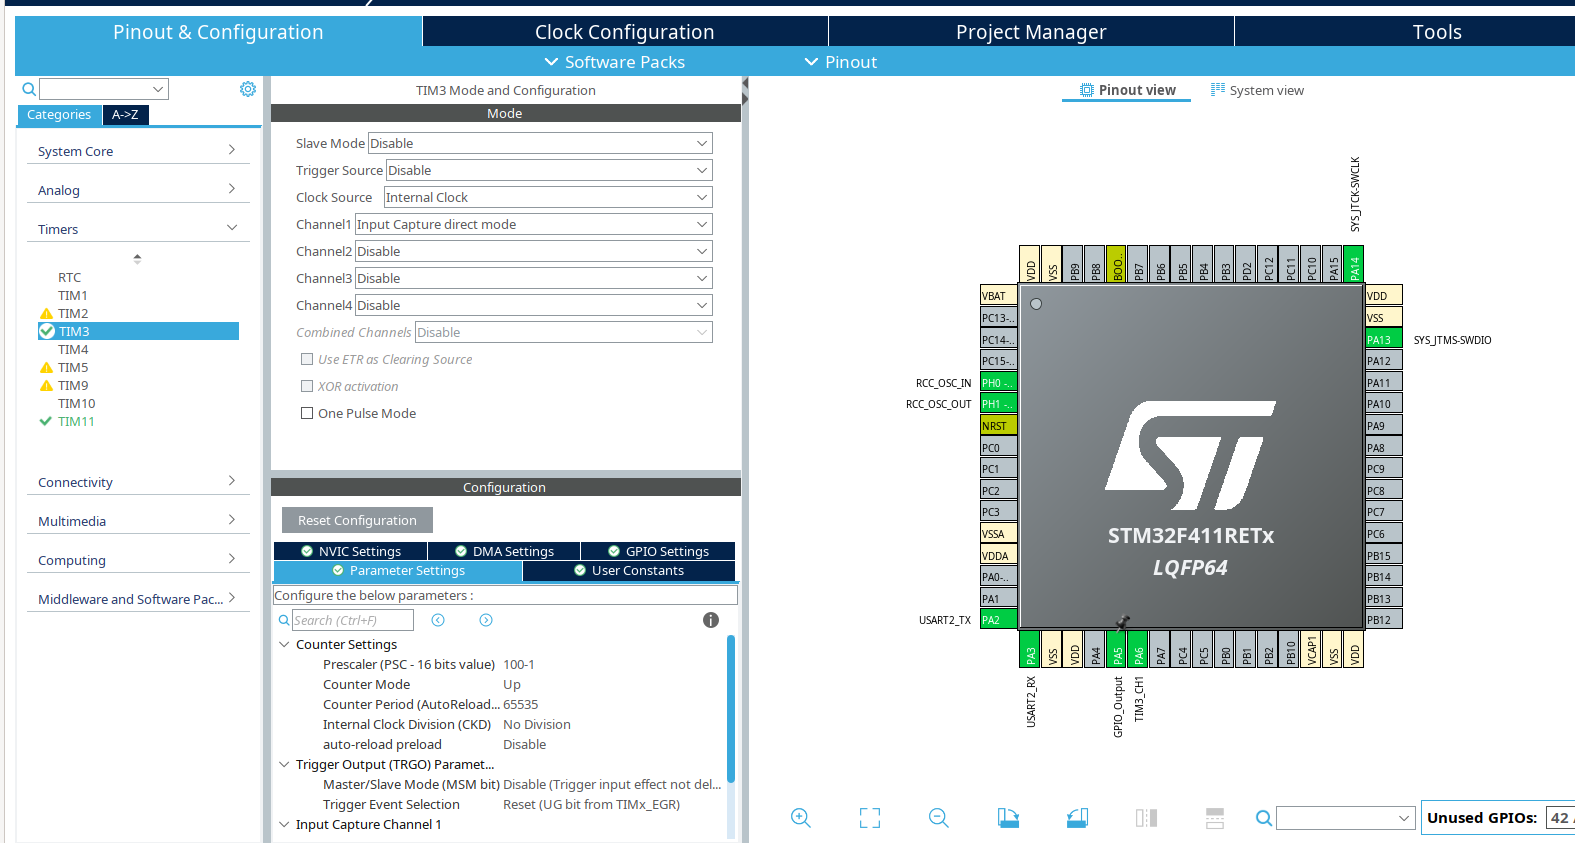 Pinout & Configuration
Clock Configuration
Project Manager
Tools
Software Packs
Pinout
Categories
A->Z
System Core
Analog
Timers
RTC
TIM1
TIM2
TIM3
TIM4
TIM5
TIM9
TIM10
TIM11
Connectivity
Multimedia
Computing
Middleware and Software Pac...
TIM3 Mode and Configuration
Mode
Slave Mode Disable
Trigger Source Disable
Clock Source Internal Clock
Channel1 Input Capture direct mode
Channel2 Disable
Channel3 Disable
Channel4 Disable
Combined Channels Disable
Use ETR as Clearing Source
XOR activation
One Pulse Mode
Configuration
Reset Configuration
NVIC Settings
DMA Settings
GPIO Settings
Parameter Settings
User Constants
Configure the below parameters :
Search (Ctrl+F)
Counter Settings
Prescaler (PSC - 16 bits value) 100-1
Counter Mode Up
Counter Period (AutoReload... 65535
Internal Clock Division (CKD) No Division
auto-reload preload Disable
Trigger Output (TRGO) Paramet...
Master/Slave Mode (MSM bit) Disable (Trigger input effect not del...
Trigger Event Selection Reset (UG bit from TIMx_EGR)
Input Capture Channel 1
Pinout view
System view
SYS_JTCK-SWCLK
VDD
VSS
PB9
PB8
BOO..
PB7
PB6
PB5
PB4
PB3
PD2
PC12
PC11
PC10
PA15
PA14
VBAT
PC13-..
PC14-..
PC15-..
RCC_OSC_IN
PH0 -..
RCC_OSC_OUT
PH1 -..
NRST
PC0
PC1
PC2
PC3
VSSA
VDDA
PA0-..
PA1
USART2_TX
PA2
STM32F411RETx
LQFP64
VDD
VSS
PA13
SYS_JTMS-SWDIO
PA12
PA11
PA10
PA9
PA8
PC9
PC8
PC7
PC6
PB15
PB14
PB13
PB12
PA3
VSS
VDD
PA4
PA5
PA6
PA7
PC4
PC5
PB0
PB1
PB2
PB10
VCAP1
VSS
VDD
USART2_RX
GPIO_Output
TIM3_CH1
Unused GPIOs:
42 /